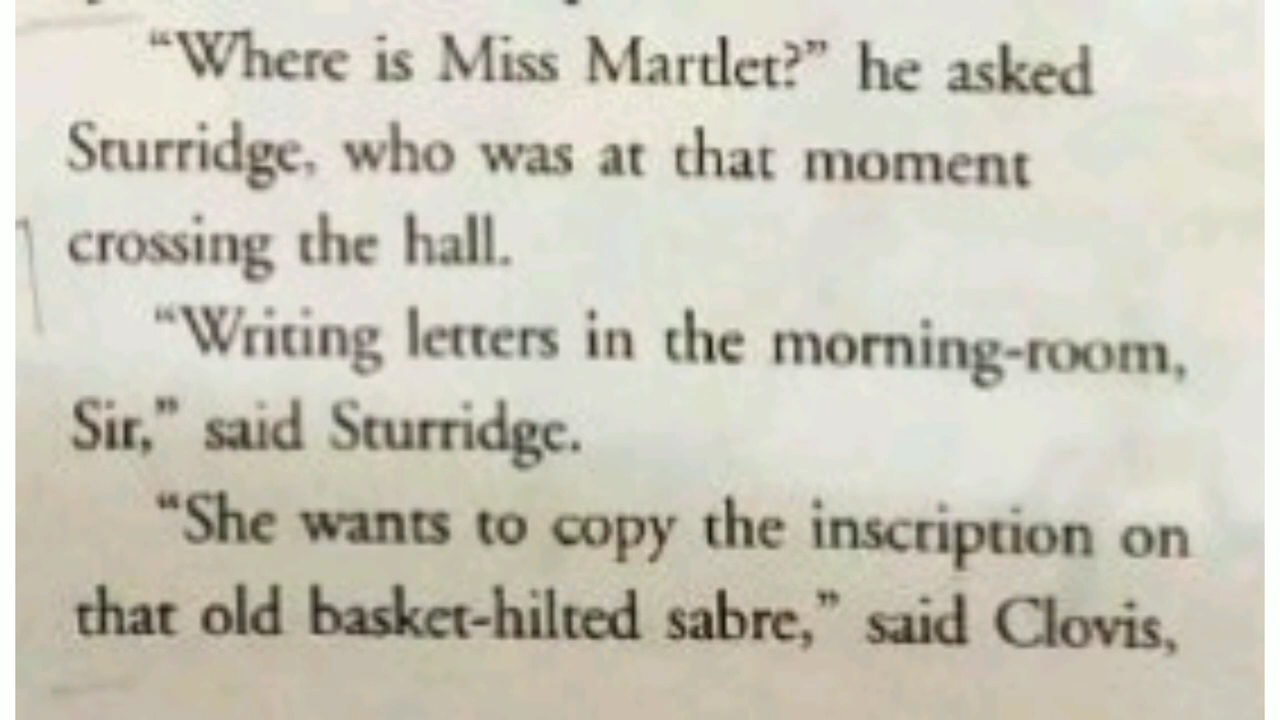 “Where is Miss Martlet?” he asked
Sturridge, who was at that moment
crossing the hall.
“Writing letters in the morning-room,
Sir,” said Sturridge.
“She wants to copy the inscription on
that old basket-hilted sabre,” said Clovis,